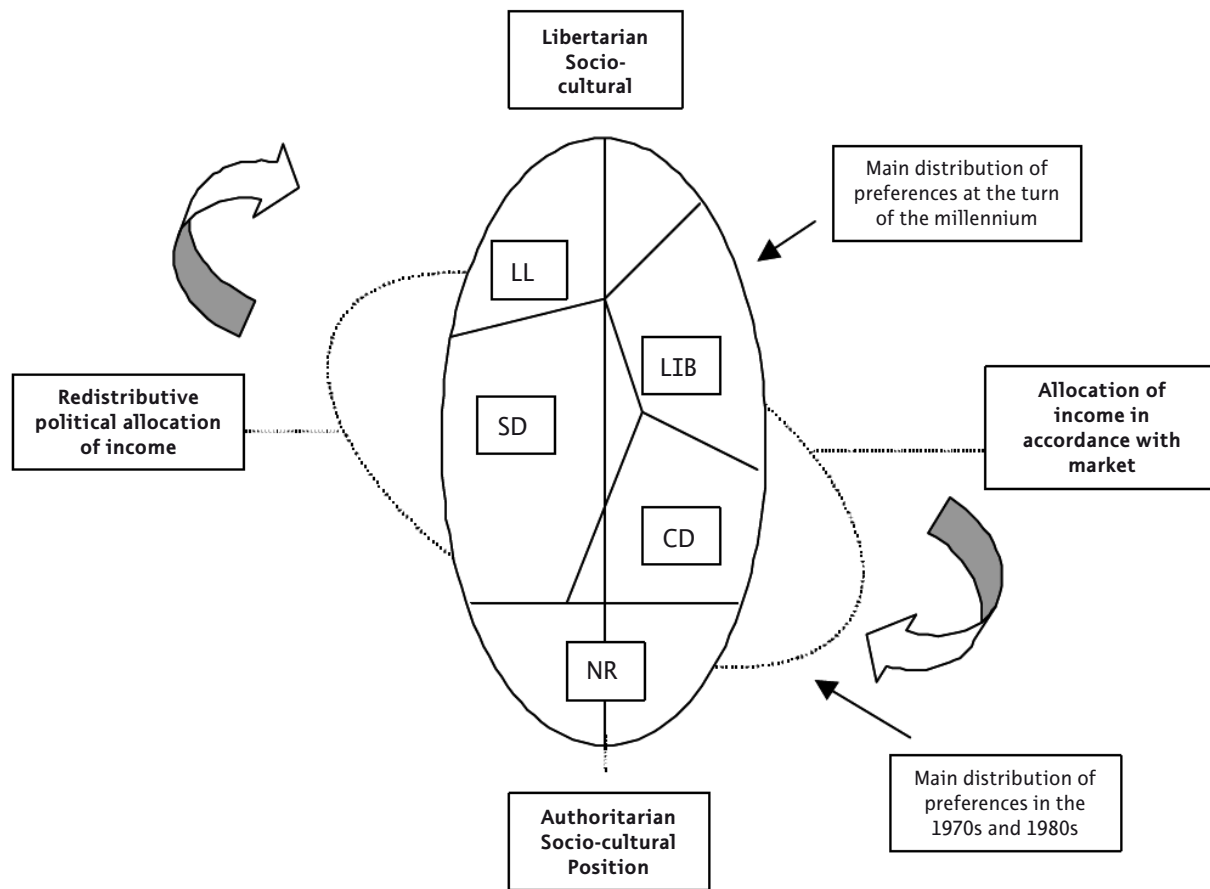 Libertarian
Socio-
cultural
Main distribution of
preferences at the turn
of the millennium
LL
LIB
Redistributive
political allocation
of income
SD
Allocation of
income in
accordance with
market
CD
NR
Main distribution of
preferences in the
1970s and 1980s
Authoritarian
Socio-cultural
Position